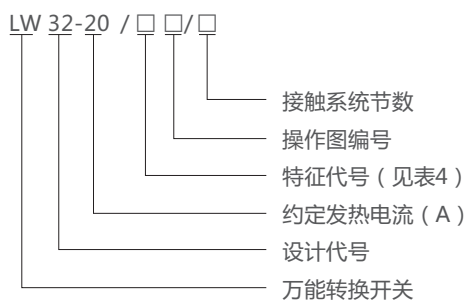 LW 32-20 / □ □/□
接触系统节数
操作图编号
特征代号（见表4）
约定发热电流（A）
设计代号
万能转换开关